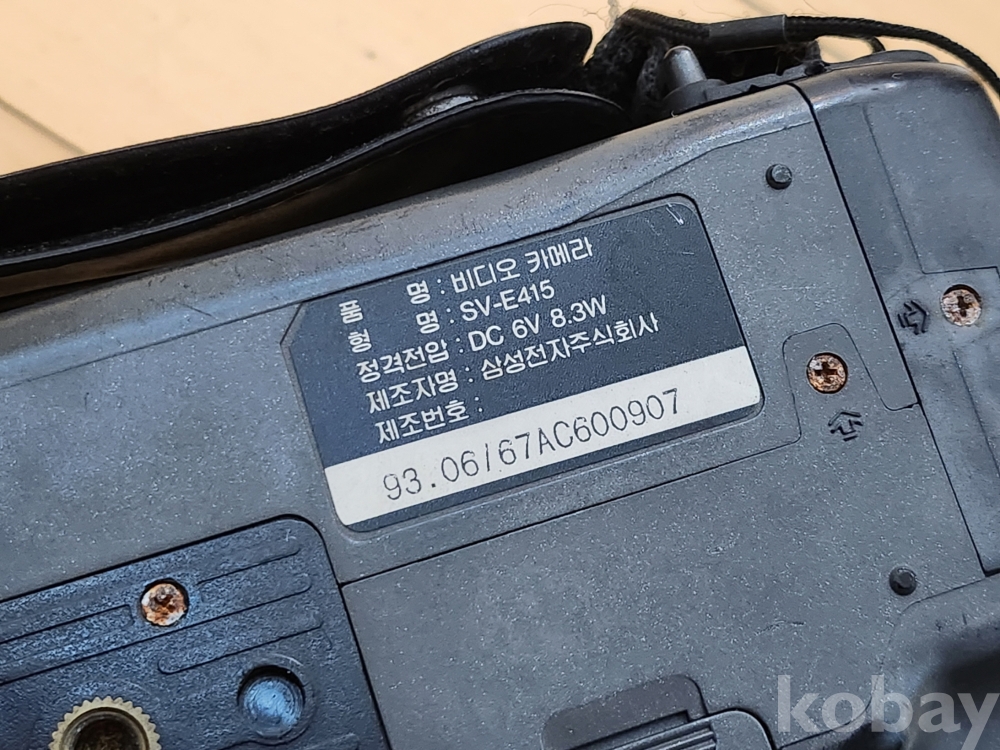 품 명 : 비디오 카메라
형 명 : SV-E415
정격전압 : DC 6V 8.3W
제조자명 : 삼성전자주식회사
제조번호 :
93.06/67AC600907
kobay